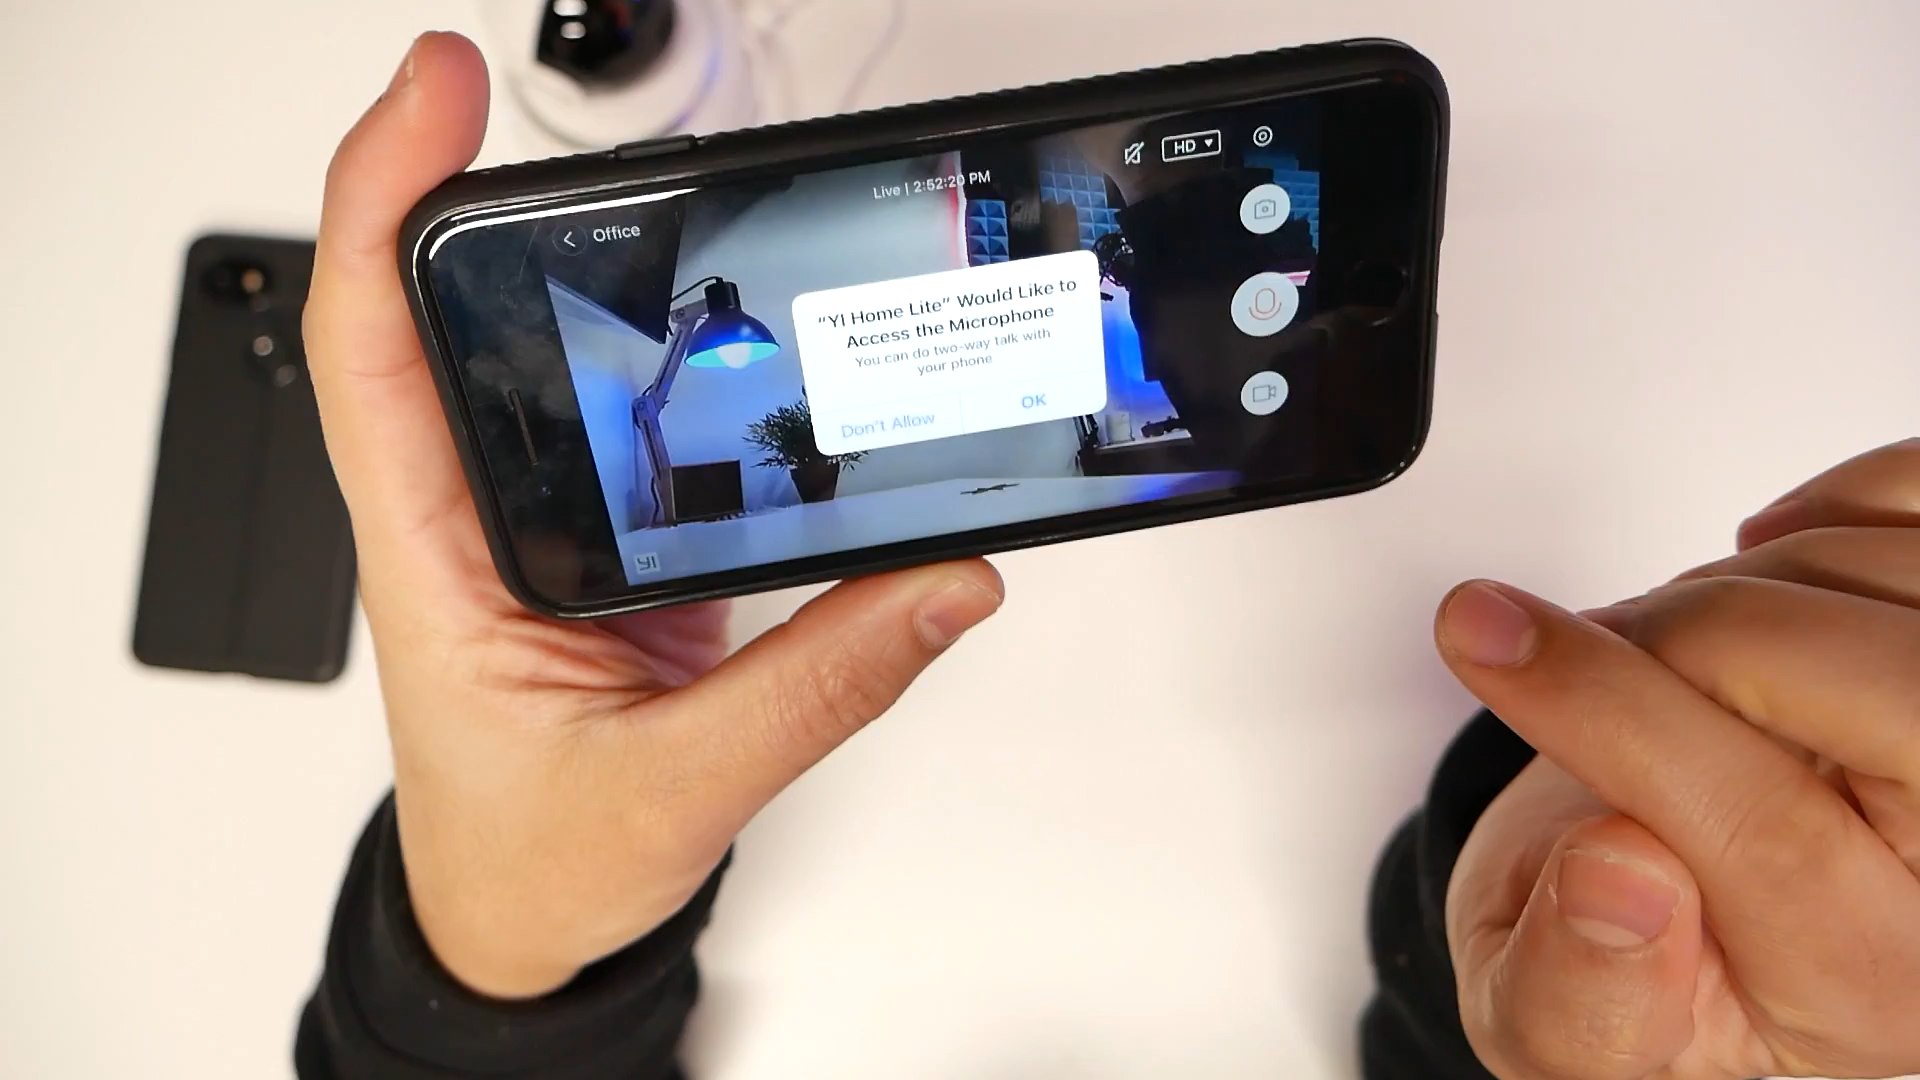 Live | 2:52:20 PM
HD
Office
"YI Home Lite" Would Like to
Access the Microphone
You can do two-way talk with
your phone
Don't Allow
OK
YI